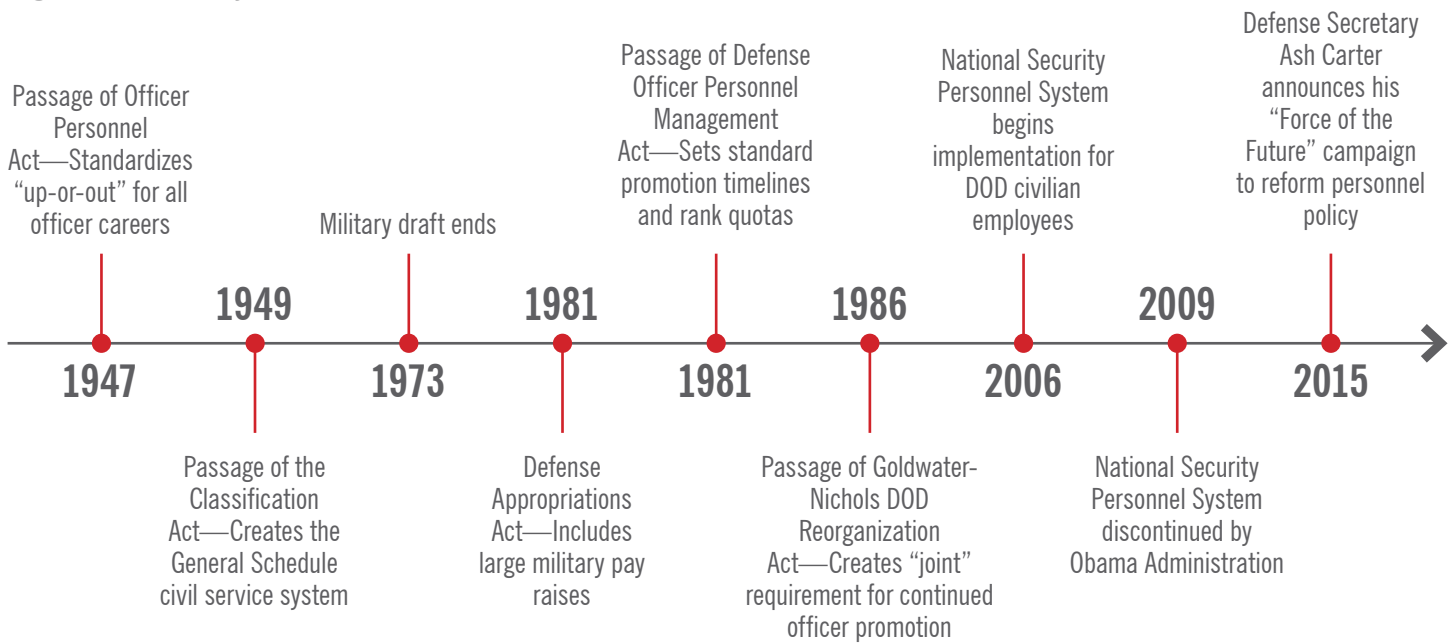 Passage of Officer
Personnel
Act—Standardizes
“up-or-out” for all
officer careers
1947
1949
Passage of the
Classification
Act—Creates the
General Schedule
civil service system
Military draft ends
1973
1981
Defense
Appropriations
Act—Includes
large military pay
raises
Passage of Defense
Officer Personnel
Management
Act—Sets standard
promotion timelines
and rank quotas
1981
1986
Passage of Goldwater-
Nichols DOD
Reorganization
Act—Creates “joint”
requirement for continued
officer promotion
National Security
Personnel System
begins
implementation for
DOD civilian
employees
2006
2009
National Security
Personnel System
discontinued by
Obama Administration
Defense Secretary
Ash Carter
announces his
“Force of the
Future” campaign
to reform personnel
policy
2015